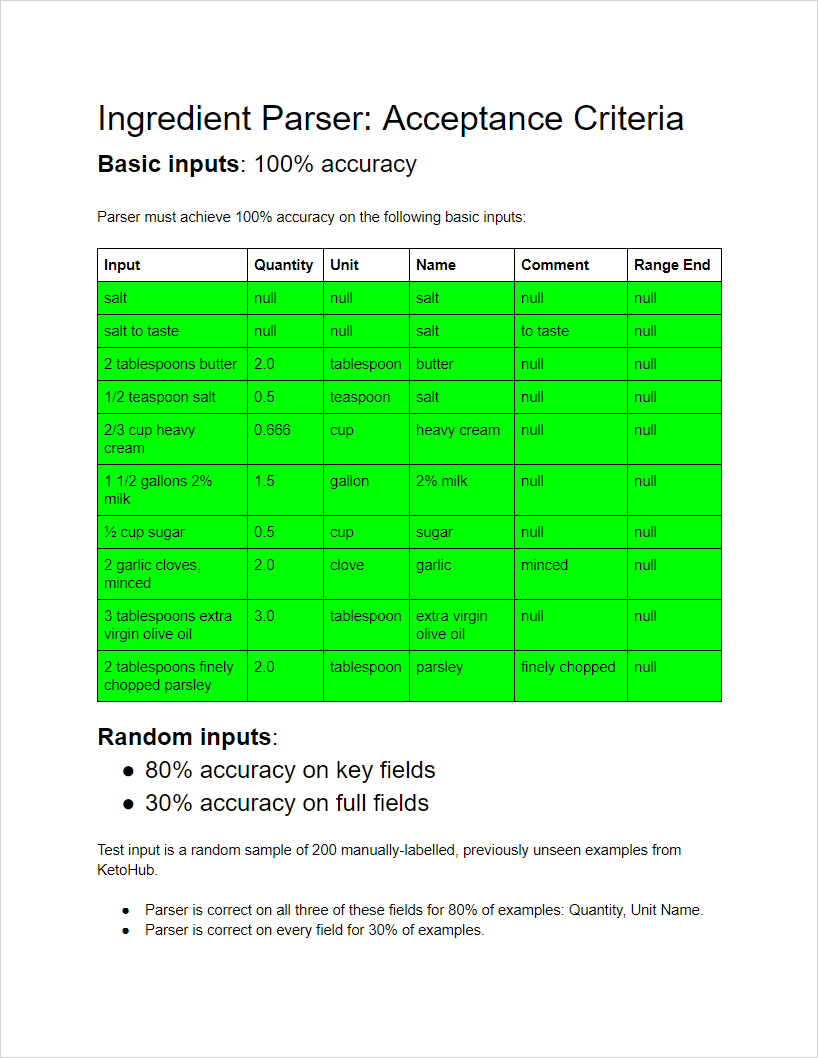 Ingredient Parser: Acceptance Criteria
Basic inputs: 100% accuracy
Parser must achieve 100% accuracy on the following basic inputs:
Input Quantity Unit Name Comment Range End
salt null null salt null null
salt to taste null null salt to taste null
2 tablespoons butter 2.0 tablespoon butter null null
1/2 teaspoon salt 0.5 teaspoon salt null null
2/3 cup heavy 0.666 cup heavy cream null null
cream
1 1/2 gallons 2% 1.5 gallon 2% milk null null
milk
½ cup sugar 0.5 cup sugar null null
2 garlic cloves, 2.0 clove garlic minced null
minced
3 tablespoons extra 3.0 tablespoon extra virgin null null
virgin olive oil olive oil
2 tablespoons finely 2.0 tablespoon parsley finely chopped null
chopped parsley
Random inputs:
● 80% accuracy on key fields
● 30% accuracy on full fields
Test input is a random sample of 200 manually-labelled, previously unseen examples from
KetoHub.
● Parser is correct on all three of these fields for 80% of examples: Quantity, Unit Name.
● Parser is correct on every field for 30% of examples.